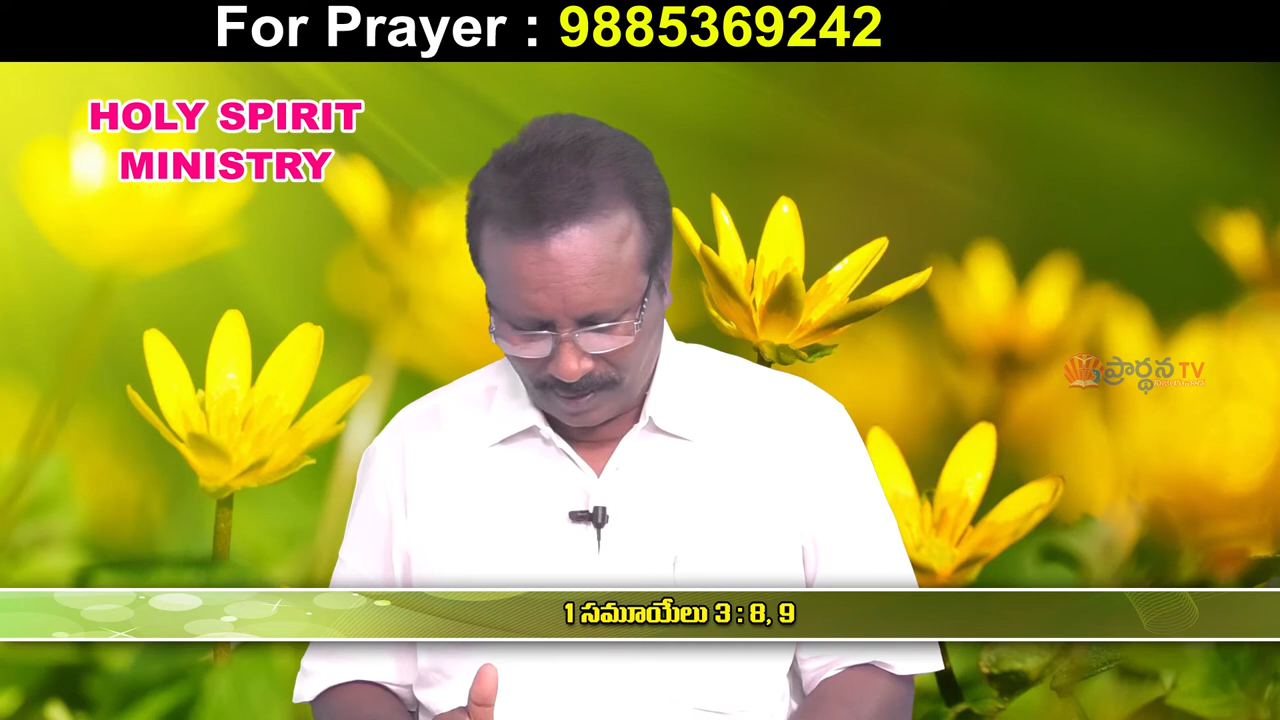 For Prayer : 9885369242
HOLY SPIRIT
MINISTRY
ప్రార్థన TV
1 సమూయేలు 3 : 8, 9